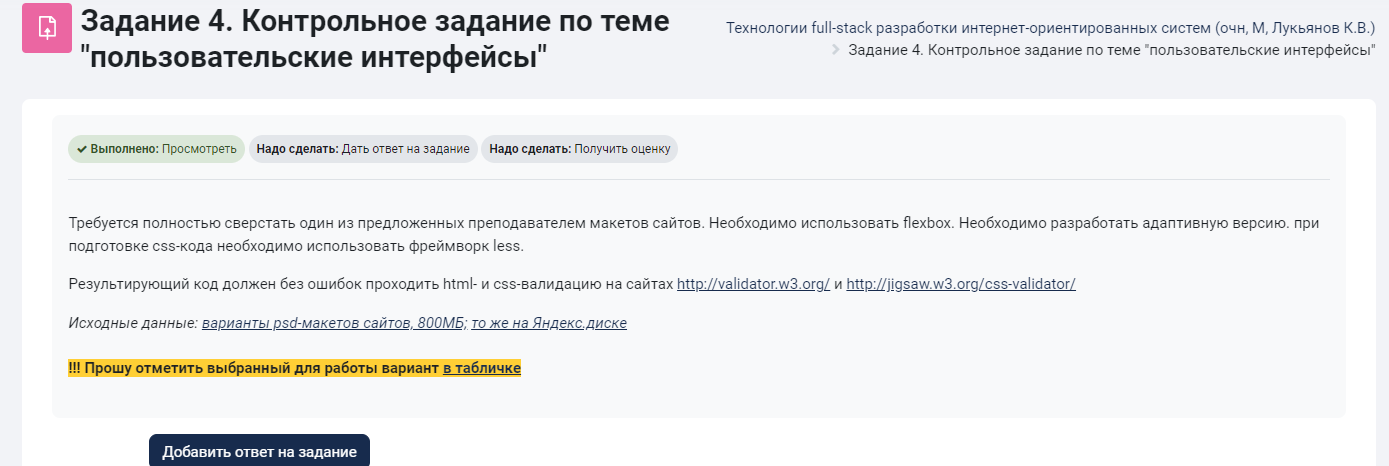 Задание 4. Контрольное задание по теме
"пользовательские интерфейсы"
Технологии full-stack разработки интернет-ориентированных систем (очн, М, Лукьянов К.В.)
Задание 4. Контрольное задание по теме "пользовательские интерфейсы"
Выполнено: Просмотреть
Надо сделать: Дать ответ на задание
Надо сделать: Получить оценку
Требуется полностью сверстать один из предложенных преподавателем макетов сайтов. Необходимо использовать flexbox. Необходимо разработать адаптивную версию. при
подготовке css-кода необходимо использовать фреймворк less.
Результирующий код должен без ошибок проходить html- и css-валидацию на сайтах http://validator.w3.org/ и http://jigsaw.w3.org/css-validator/
Исходные данные: варианты psd-макетов сайтов, 800МБ; то же на Яндекс.диске
!!! Прошу отметить выбранный для работы вариант в табличке
Добавить ответ на задание